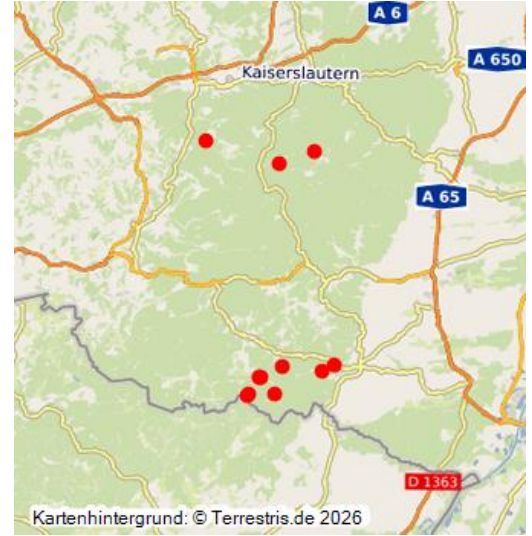 A 6
A 650
Kaiserslautern
A 65
D 1363
Kartenhintergrund: © Terrestris.de 2026